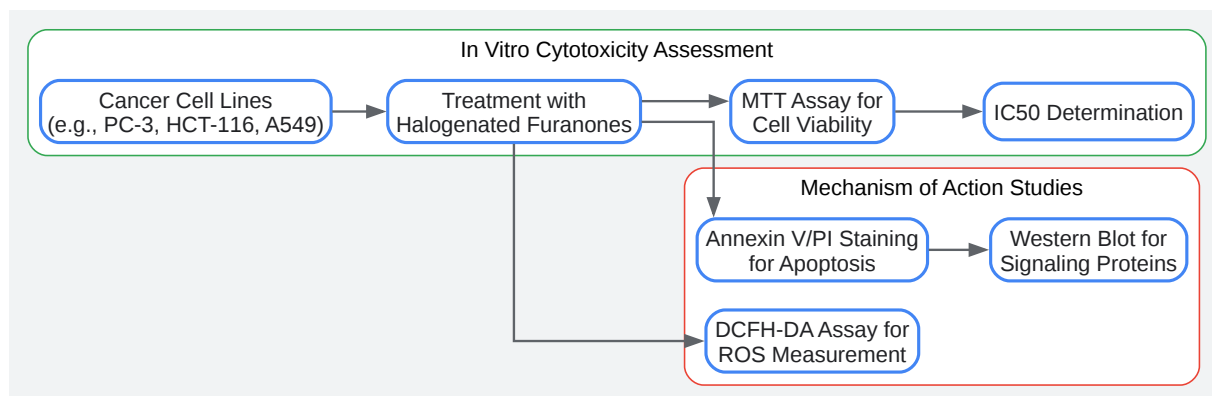 In Vitro Cytotoxicity Assessment
Cancer Cell Lines
(e.g., PC-3, HCT-116, A549)
Treatment with
Halogenated Furanones
MTT Assay for
Cell Viability
IC50 Determination
Mechanism of Action Studies
Annexin V/PI Staining
for Apoptosis
Western Blot for
Signaling Proteins
DCFH-DA Assay for
ROS Measurement